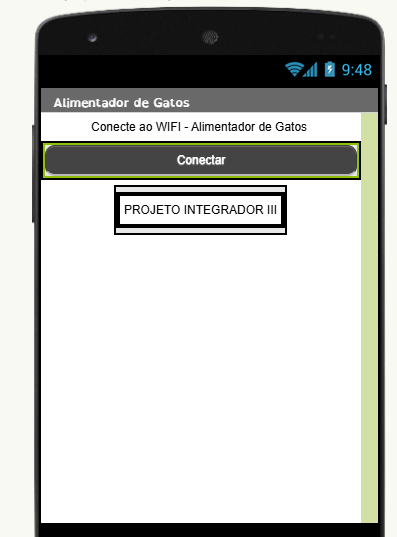 9:48
Alimentador de Gatos
Conecte ao WIFI - Alimentador de Gatos
Conectar
PROJETO INTEGRADOR III